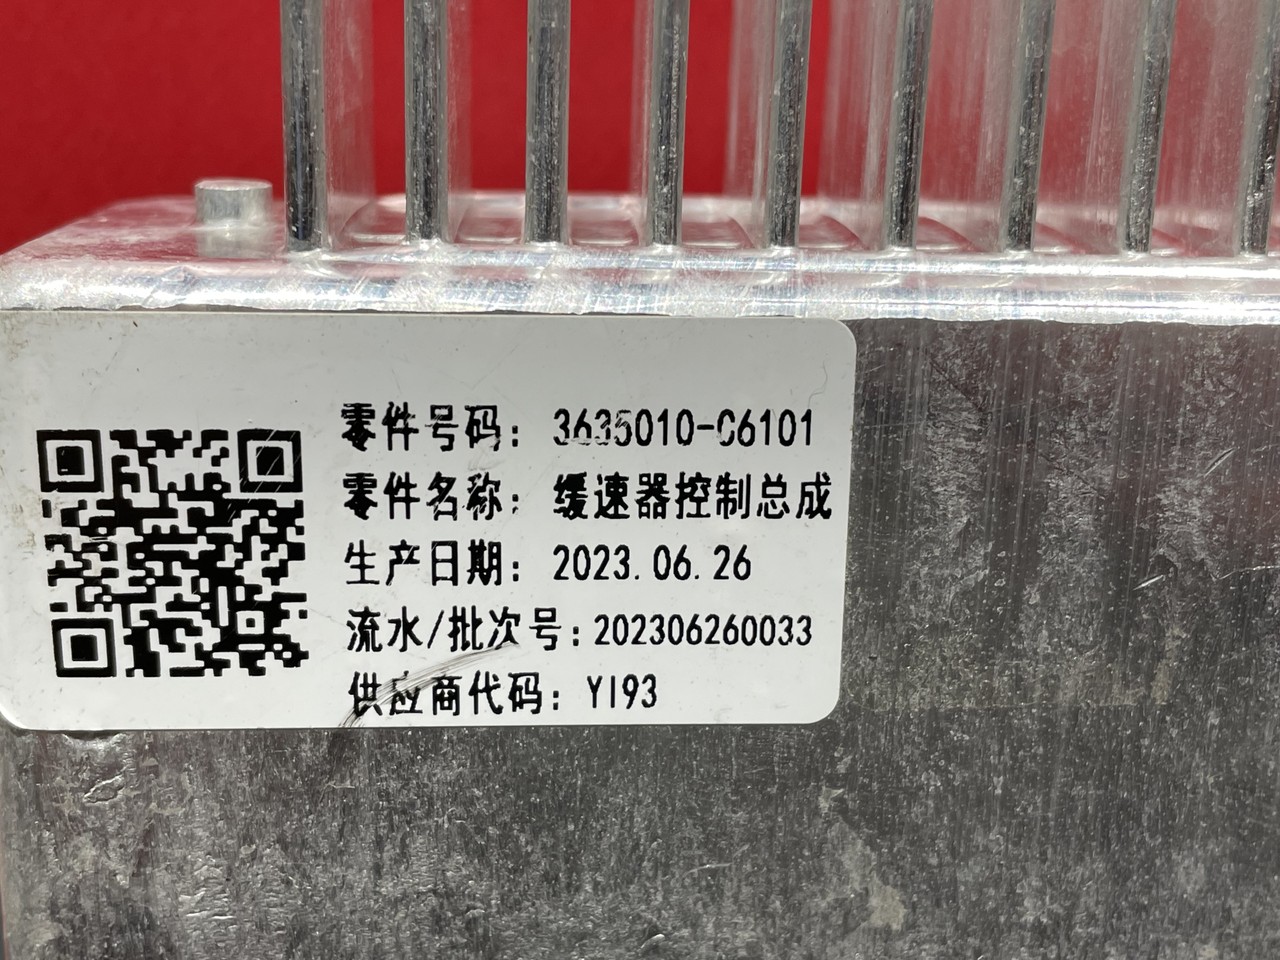 零件号码：3635010-C6101
零件名称：缓速器控制总成
生产日期：2023.06.26
流水/批次号：202306260033
供应商代码：YI93